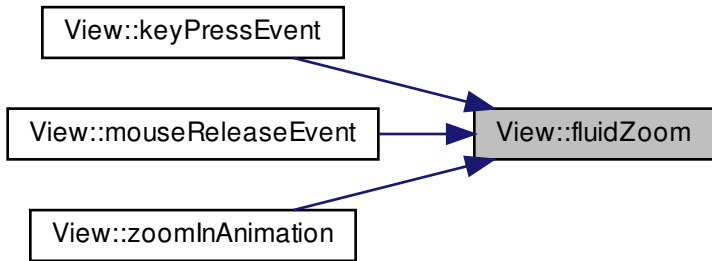 View::keyPressEvent
View::mouseReleaseEvent
View::fluidZoom
View::zoomInAnimation